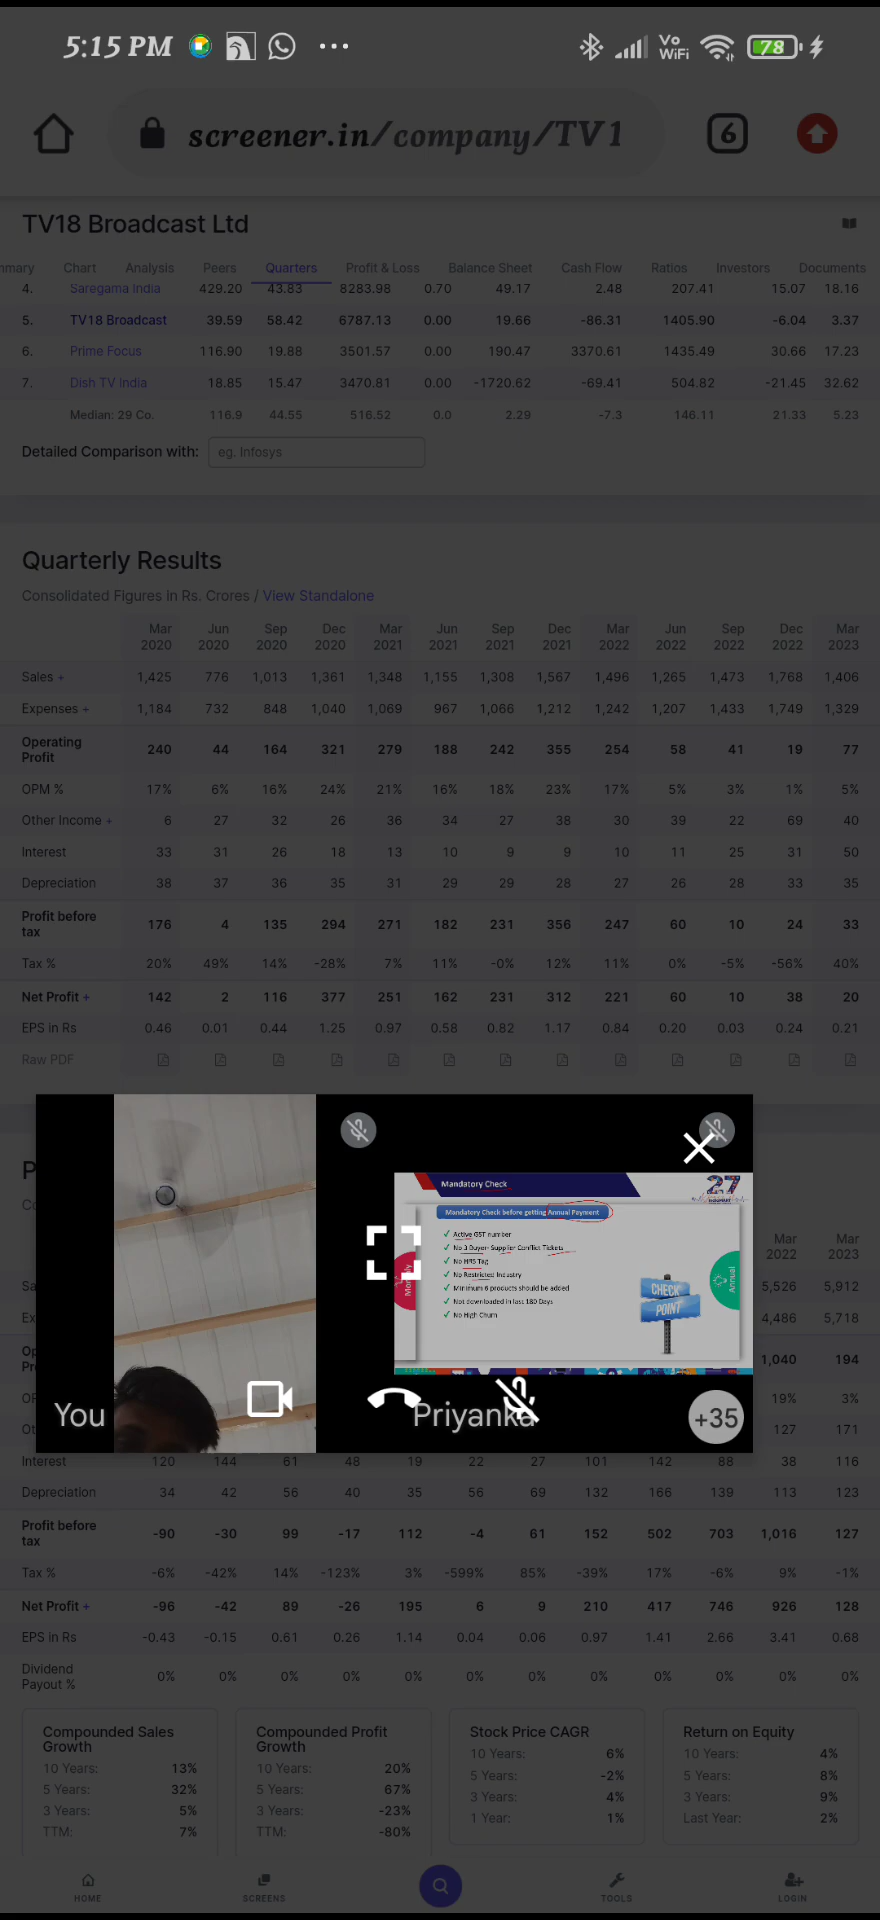 5:15 PM
Vo WiFi 78
screener.in/company/TV1 6
TV18 Broadcast Ltd
mmary Chart Analysis Peers Quarters Profit & Loss Balance Sheet Cash Flow Ratios Investors Documents
4. Saregama India 429.20 43.83 8283.98 0.70 49.17 2.48 207.41 15.07 18.16
5. TV18 Broadcast 39.59 58.42 6787.13 0.00 19.66 -86.31 1405.90 -6.04 3.37
6. Prime Focus 116.90 19.88 3501.57 0.00 190.47 3370.61 1435.49 30.66 17.23
7. Dish TV India 18.85 15.47 3470.81 0.00 -1720.62 -69.41 504.82 -21.45 32.62
Median: 29 Co. 116.9 44.55 516.52 0.0 2.29 -7.3 146.11 21.33 5.23
Detailed Comparison with: eg. Infosys
Quarterly Results
Consolidated Figures in Rs. Crores / View Standalone
Mar 2020 Jun 2020 Sep 2020 Dec 2020 Mar 2021 Jun 2021 Sep 2021 Dec 2021 Mar 2022 Jun 2022 Sep 2022 Dec 2022 Mar 2023
Sales + 1,425 776 1,013 1,361 1,348 1,155 1,308 1,567 1,496 1,265 1,473 1,768 1,406
Expenses + 1,184 732 848 1,040 1,069 967 1,066 1,212 1,242 1,207 1,433 1,749 1,329
Operating Profit 240 44 164 321 279 188 242 355 254 58 41 19 77
OPM % 17% 6% 16% 24% 21% 16% 18% 23% 17% 5% 3% 1% 5%
Other Income + 6 27 32 26 36 34 27 38 30 39 22 69 40
Interest 33 31 26 18 13 10 9 9 10 11 25 31 50
Depreciation 38 37 36 35 31 29 29 28 27 26 28 33 35
Profit before tax 176 4 135 294 271 182 231 356 247 60 10 24 33
Tax % 20% 49% 14% -28% 7% 11% -0% 12% 11% 0% -5% -56% 40%
Net Profit + 142 2 116 377 251 162 231 312 221 60 10 38 20
EPS in Rs 0.46 0.01 0.44 1.25 0.97 0.58 0.82 1.17 0.84 0.20 0.03 0.24 0.21
Raw PDF
Mandatory Check
27
Mandatory Check before getting Annual Payment
Active GST number
No 3 Buyer- Supplier Conflict Tickets
No HRS Tag
No Restricted Industry
Minimum 6 products should be added
Not downloaded in last 180 Days
No High Churn
Monthly
Annual
CHECK POINT
You
Priyanka
+35
Mar 2022 Mar 2023
Sa 5,526 5,912
Ex 4,486 5,718
Op Pr 1,040 194
OP 19% 3%
Ot 127 171
Interest 120 144 61 48 19 22 27 101 142 88 38 116
Depreciation 34 42 56 40 35 56 69 132 166 139 113 123
Profit before tax -90 -30 99 -17 112 -4 61 152 502 703 1,016 127
Tax % -6% -42% 14% -123% 3% -599% 85% -39% 17% -6% 9% -1%
Net Profit + -96 -42 89 -26 195 6 9 210 417 746 926 128
EPS in Rs -0.43 -0.15 0.61 0.26 1.14 0.04 0.06 0.97 1.41 2.66 3.41 0.68
Dividend Payout % 0% 0% 0% 0% 0% 0% 0% 0% 0% 0% 0% 0%
Compounded Sales Growth
10 Years: 13%
5 Years: 32%
3 Years: 5%
TTM: 7%
Compounded Profit Growth
10 Years: 20%
5 Years: 67%
3 Years: -23%
TTM: -80%
Stock Price CAGR
10 Years: 6%
5 Years: -2%
3 Years: 4%
1 Year: 1%
Return on Equity
10 Years: 4%
5 Years: 8%
3 Years: 9%
Last Year: 2%
HOME SCREENS TOOLS LOGIN